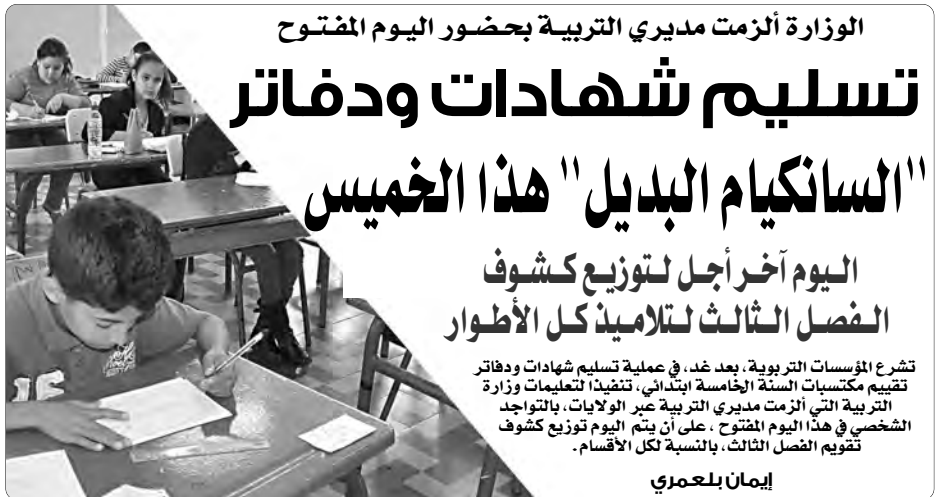 الوزارة ألزمت مديري التربية بحضور اليوم المفتوح
تسليم شهادات ودفاتر
"السانكيام البديل" هذا الخميس
اليوم آخر أجل لتوزيع كشوف
الفصل الثالث لتلاميذ كل الأطوار
تشرع المؤسسات التربوية، بعد غد، في عملية تسليم شهادات ودفاتر
تقييم مكتسبات السنة الخامسة ابتدائي، تنفيذا لتعليمات وزارة
التربية التي ألزمت مديري التربية عبر الولايات، بالتواجد
الشخصي في هذا اليوم المفتوح، على أن يتم اليوم توزيع كشوف
تقويم الفصل الثالث، بالنسبة لكل الأقسام.
إيمان بلعمري